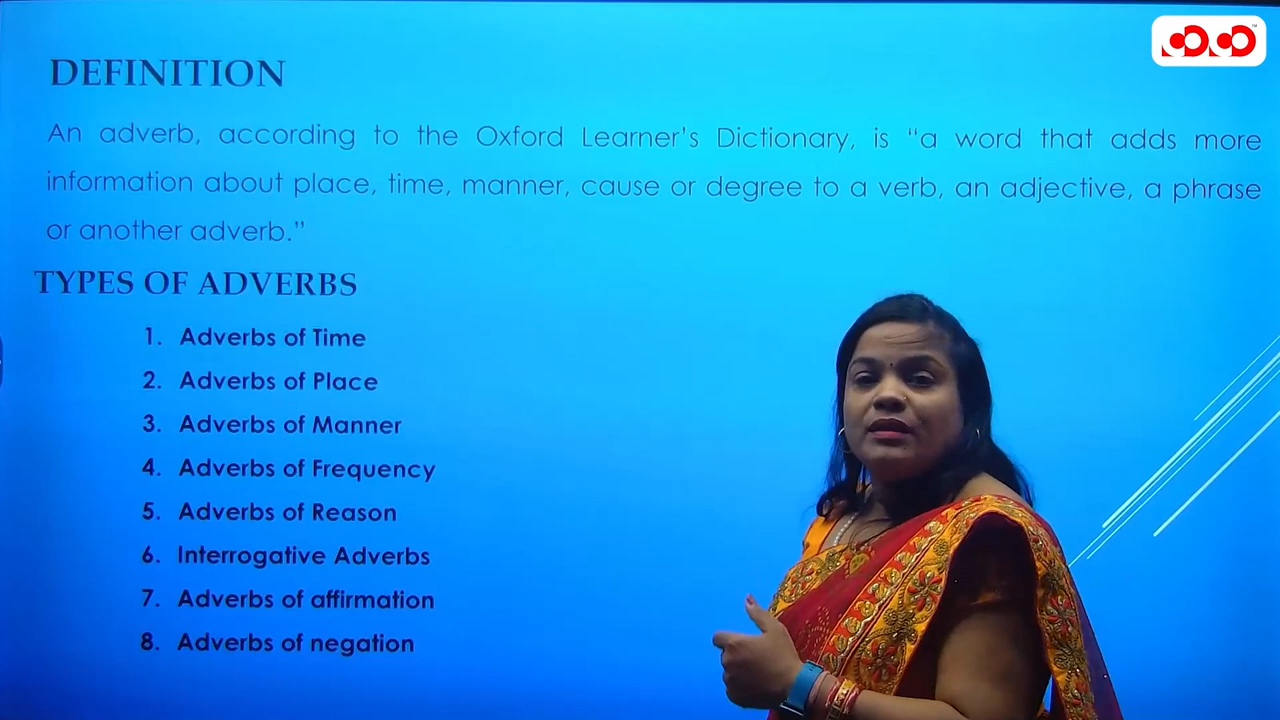 DEFINITION
An adverb, according to the Oxford Learner's Dictionary, is “a word that adds more
information about place, time, manner, cause or degree to a verb, an adjective, a phrase
or another adverb.”
TYPES OF ADVERBS
1. Adverbs of Time
2. Adverbs of Place
3. Adverbs of Manner
4. Adverbs of Frequency
5. Adverbs of Reason
6. Interrogative Adverbs
7. Adverbs of affirmation
8. Adverbs of negation